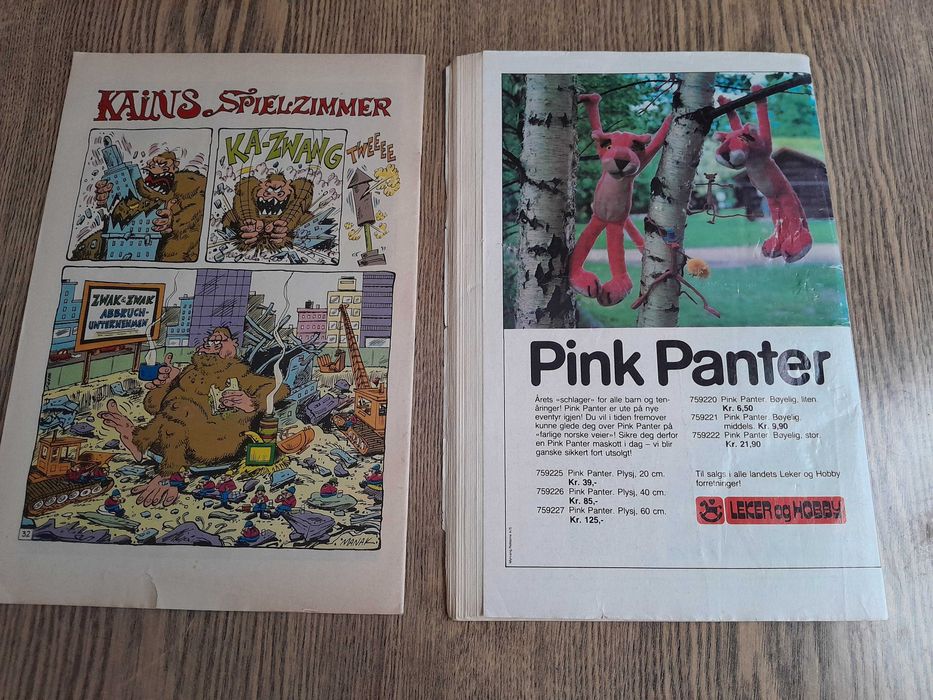 KAINS SPIELZIMMER
KA-ZWANG
TWEEEE
ZWAK & ZWAK
ABBRUCH-
UNTERNEHMEN
32
MANAK
Pink Panter
Årets «schlager» for alle barn og ten-
åringer! Pink Panter er ute på nye
eventyr igjen! Du vil i tiden fremover
kunne glede deg over Pink Panter på
«farlige norske veier»! Sikre deg derfor
en Pink Panter maskott i dag – vi blir
ganske sikkert fort utsolgt!
759225 Pink Panter. Plysj, 20 cm.
Kr. 39,-
759226 Pink Panter. Plysj, 40 cm.
Kr. 85,-
759227 Pink Panter. Plysj, 60 cm.
Kr. 125,-
759220 Pink Panter. Bøyelig, liten.
Kr. 6,50
759221 Pink Panter. Bøyelig,
middels. Kr. 9,90
759222 Pink Panter. Bøyelig, stor.
Kr. 21,90
Til salgs i alle landets Leker og Hobby
forretninger!
LEKER og HOBBY